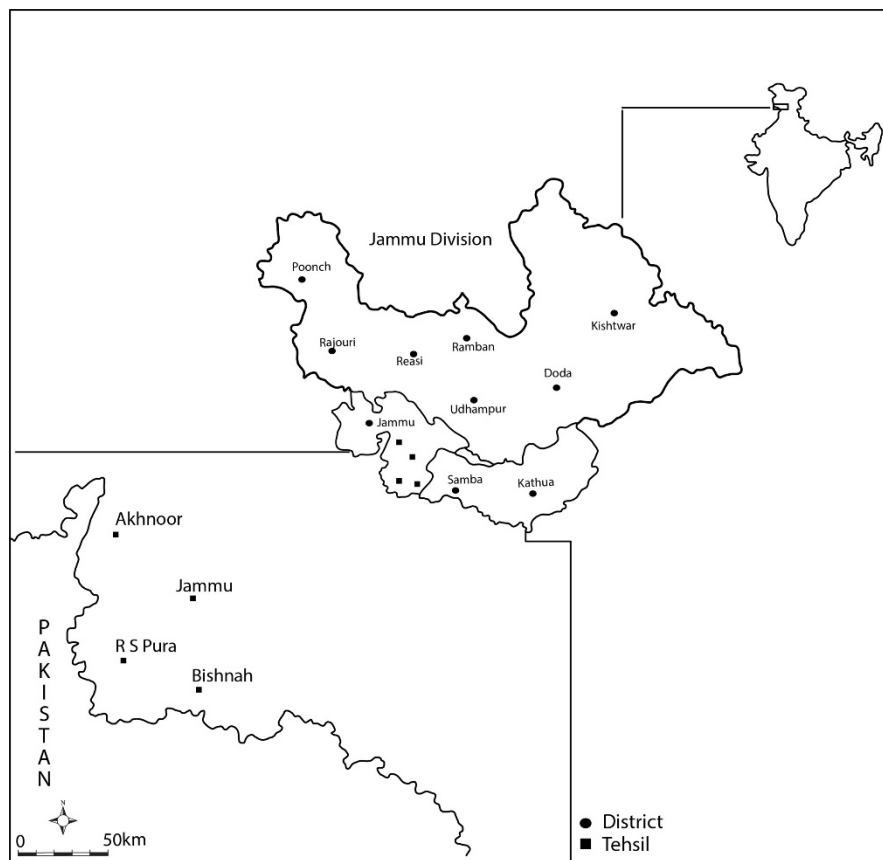 Jammu Division
Poonch
Kishtwar
Rajouri
Reasi
Ramban
Doda
Udhampur
Jammu
Samba
Kathua
Akhnoor
Jammu
R S Pura
Bishnah
PAKISTAN
N
0 50km
District
Tehsil